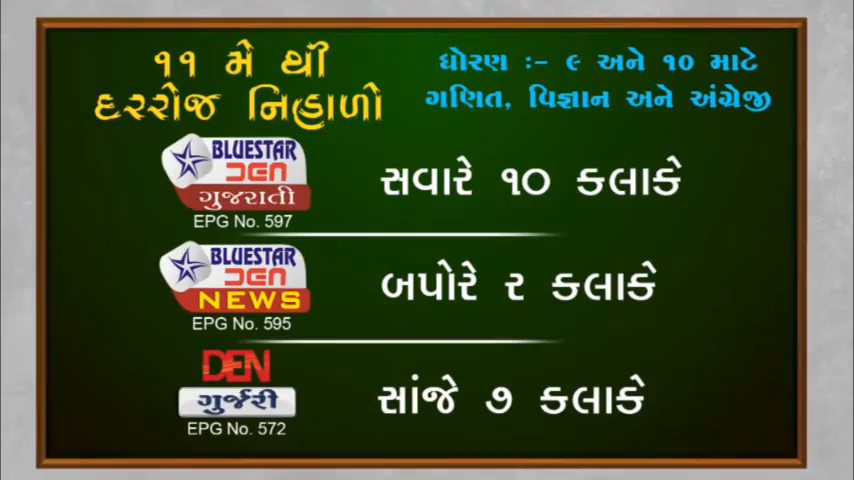 ૧૧ મે થી
દરરોજ નિહાળો
ધોરણ :- ૯ અને ૧૦ માટે
ગણિત, વિજ્ઞાન અને અંગ્રેજી
BLUESTAR
DEN
ગુજરાતી
EPG No. 597
સવારે ૧૦ કલાકે
BLUESTAR
DEN
NEWS
EPG No. 595
બપોરે ૨ કલાકે
DEN
ગુર્જરી
EPG No. 572
સાંજે ૭ કલાકે